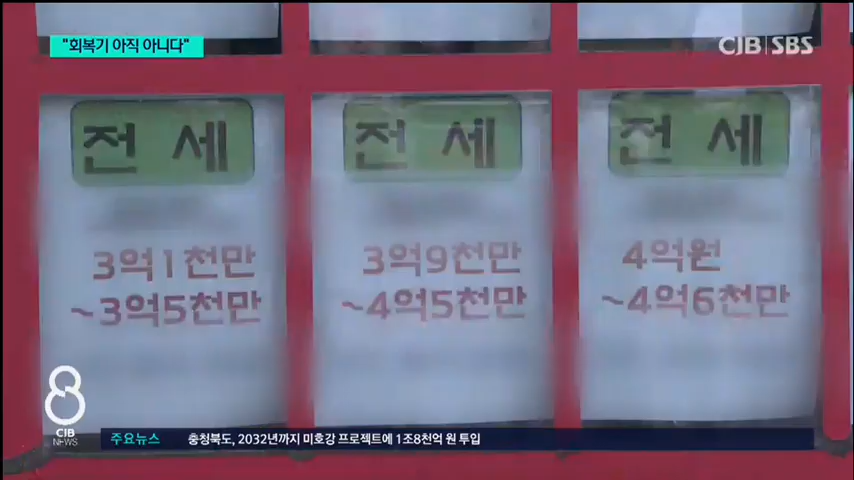 "회복기 아직 아니다"
CJB SBS
전 세
전 세
전 세
3억1천만
~3억5천만
3억9천만
~4억5천만
4억원
~4억6천만
8
CJB
NEWS
주요뉴스 충청북도, 2032년까지 미호강 프로젝트에 1조8천억 원 투입